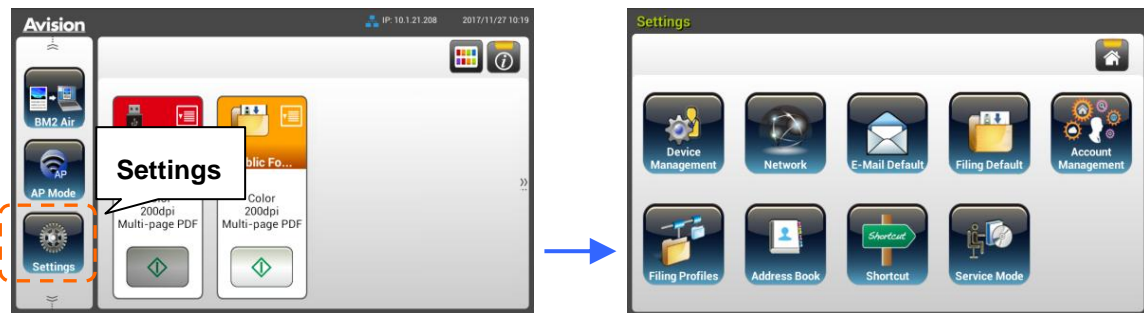 Avision
IP: 10.1.21.208
2017/11/27 10:19
BM2 Air
AP
AP Mode
Settings
Settings
blic Fo...
Color
200dpi
200dpi
Multi-page PDF
Multi-page PDF
Settings
Device
Management
Network
E-Mail Default
Filing Default
Account
Management
Filing Profiles
Address Book
Shortcut
Shortcut
Service Mode